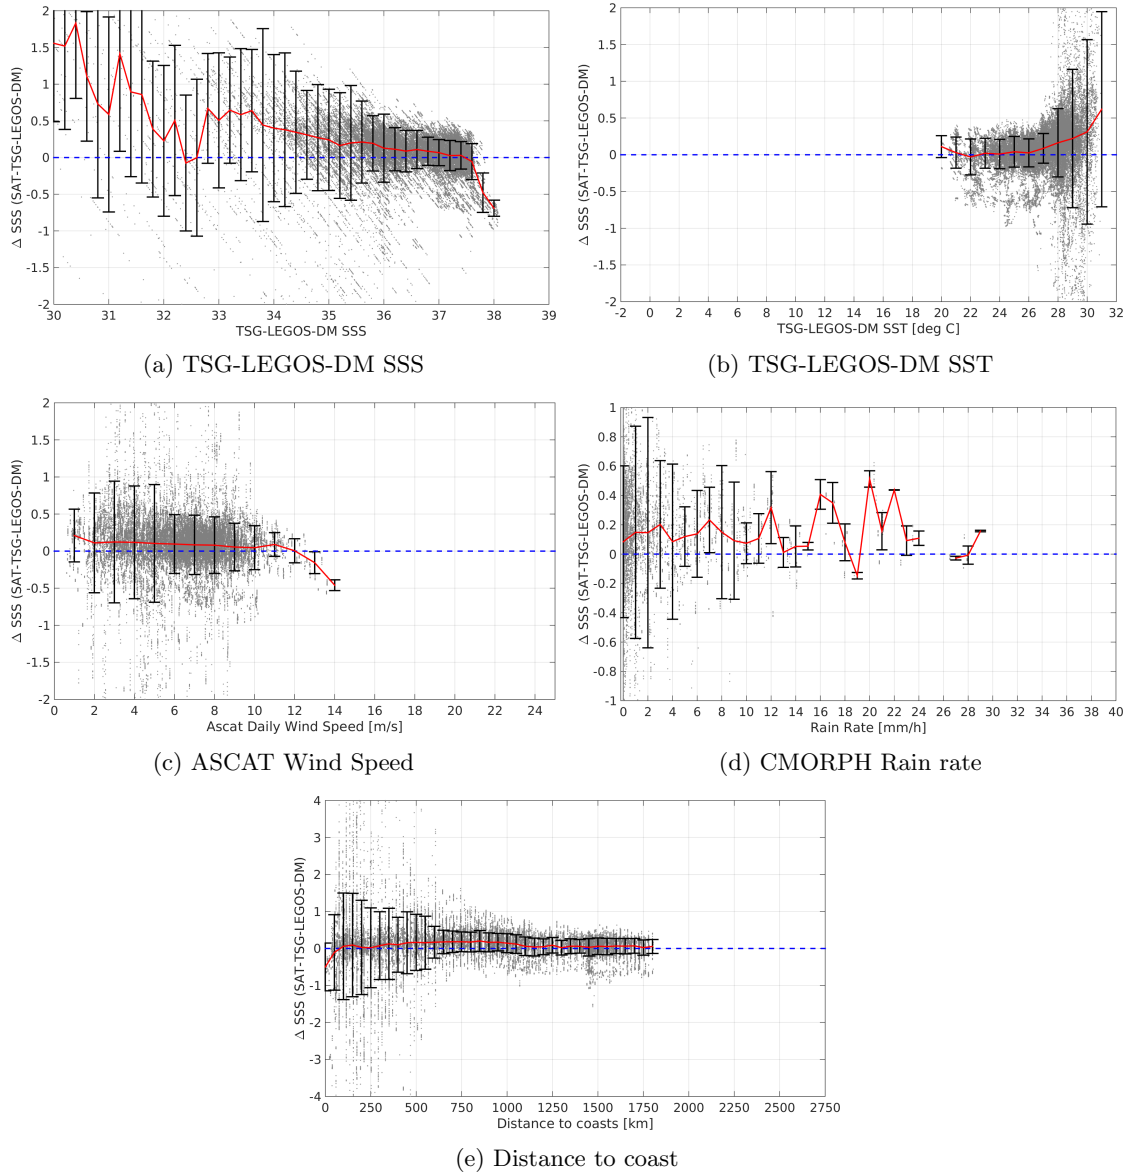 2
1.5
1
0.5
0
-0.5
-1
-1.5
-2
Δ SSS (SAT-TSG-LEGOS-DM)
30 31 32 33 34 35 36 37 38 39
TSG-LEGOS-DM SSS
(a) TSG-LEGOS-DM SSS
2
1.5
1
0.5
0
-0.5
-1
-1.5
-2
Δ SSS (SAT-TSG-LEGOS-DM)
-2 0 2 4 6 8 10 12 14 16 18 20 22 24 26 28 30 32
TSG-LEGOS-DM SST [deg C]
(b) TSG-LEGOS-DM SST
2
1.5
1
0.5
0
-0.5
-1
-1.5
-2
Δ SSS (SAT-TSG-LEGOS-DM)
0 2 4 6 8 10 12 14 16 18 20 22 24
Ascat Daily Wind Speed [m/s]
(c) ASCAT Wind Speed
1
0.8
0.6
0.4
0.2
0
-0.2
-0.4
-0.6
-0.8
-1
Δ SSS (SAT-TSG-LEGOS-DM)
0 2 4 6 8 10 12 14 16 18 20 22 24 26 28 30 32 34 36 38 40
Rain Rate [mm/h]
(d) CMORPH Rain rate
4
3
2
1
0
-1
-2
-3
-4
Δ SSS (SAT-TSG-LEGOS-DM)
0 250 500 750 1000 1250 1500 1750 2000 2250 2500 2750
Distance to coasts [km]
(e) Distance to coast